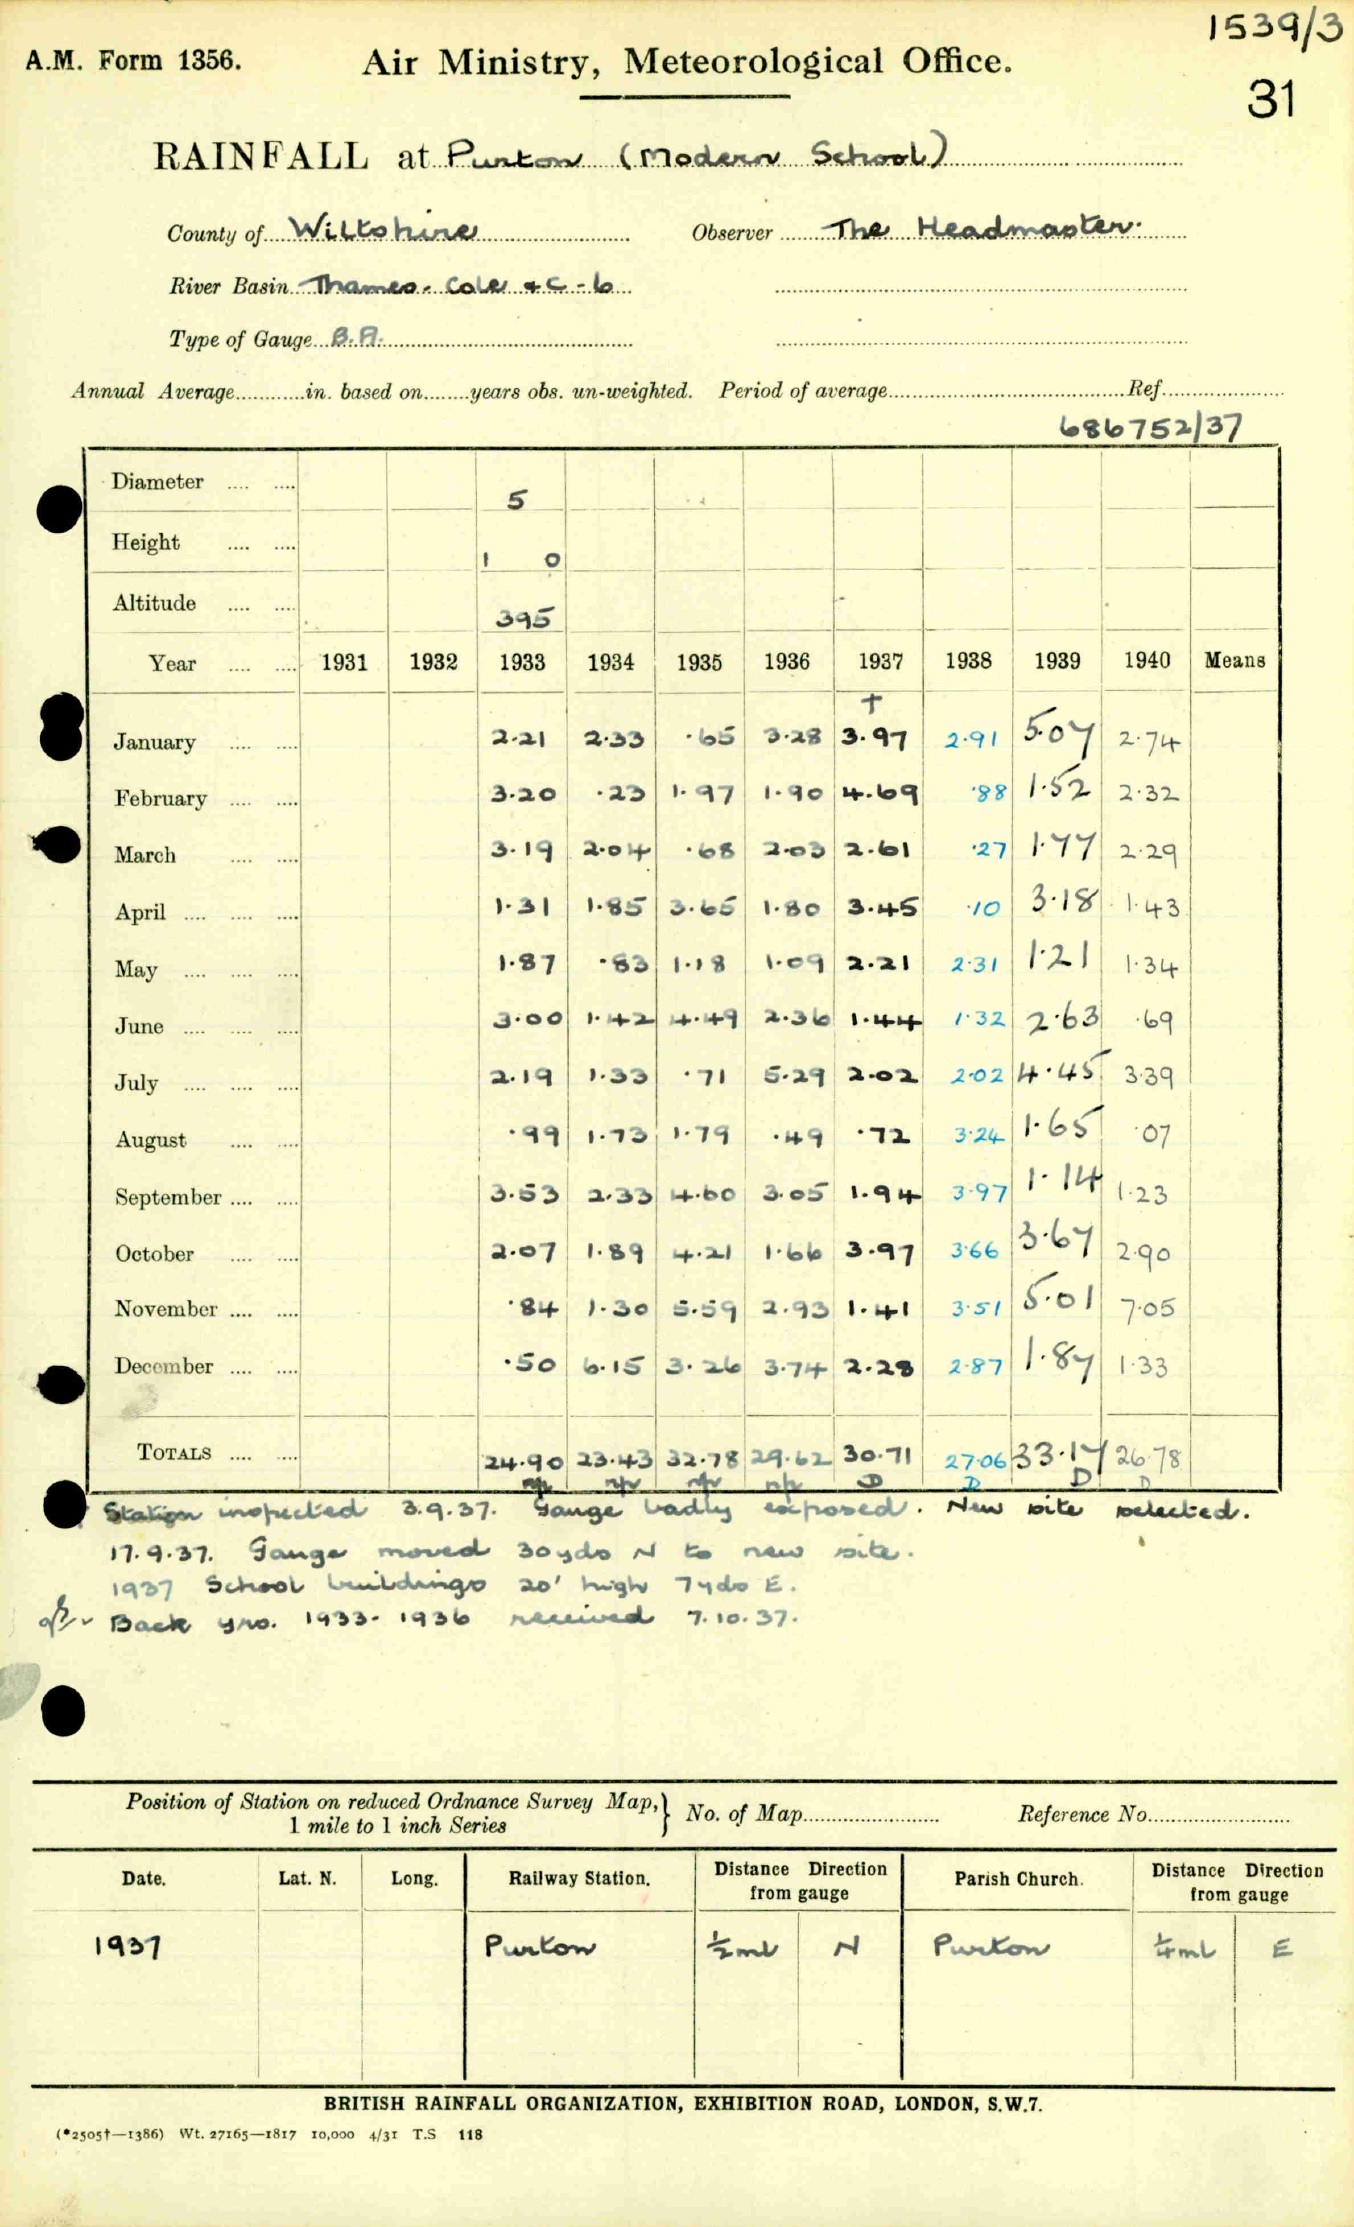 1539/3
A.M. Form 1356. Air Ministry, Meteorological Office.
31
RAINFALL at Purton (Modern School)
County of Wiltshire Observer The Headmaster.
River Basin Thames - Cole & C - 6
Type of Gauge B.R.
Annual Average in. based on years obs. un-weighted. Period of average Ref.
686752/37
Diameter .... .... 5
Height .... .... 1 0
Altitude .... .... 395
Year .... .... 1931 1932 1933 1934 1935 1936 1937 1938 1939 1940 Means
†
January .... .... 2.21 2.33 .65 3.28 3.97 2.91 5.07 2.74
February .... .... 3.20 .23 1.97 1.90 4.69 .88 1.52 2.32
March .... .... 3.19 2.04 .68 2.03 2.61 .27 1.77 2.29
April .... .... .... 1.31 1.85 3.65 1.80 3.45 .10 3.18 1.43
May .... .... .... 1.87 .83 1.18 1.09 2.21 2.31 1.21 1.34
June .... .... .... 3.00 1.42 4.49 2.36 1.44 1.32 2.63 .69
July .... .... .... 2.19 1.33 .71 5.29 2.02 2.02 4.45 3.39
August .... .... .99 1.73 1.79 .49 .72 3.24 1.65 .07
September .... .... 3.53 2.33 4.60 3.05 1.94 3.97 1.14 1.23
October .... .... 2.07 1.89 4.21 1.66 3.97 3.66 3.67 2.90
November .... .... .84 1.30 5.59 2.93 1.41 3.51 5.01 7.05
December .... .... .50 6.15 3.26 3.74 2.28 2.87 1.87 1.33
TOTALS .... .... 24.90 23.43 32.78 29.62 30.71 27.06 33.17 26.78
D D D D
Station inspected 3.9.37. Gauge badly exposed. New site selected.
17.9.37. Gauge moved 30yds N to new site.
1937 School buildings 20' high 7yds E.
Back yrs. 1933-1936 received 7.10.37.
Position of Station on reduced Ordnance Survey Map, 1 mile to 1 inch Series } No. of Map Reference No.
Date. Lat. N. Long. Railway Station. Distance Direction from gauge Parish Church. Distance Direction from gauge
1937 Purton ½ml N Purton ¼ml E
BRITISH RAINFALL ORGANIZATION, EXHIBITION ROAD, LONDON, S.W.7.
(*2505†—1386) Wt. 27165—1817 10,000 4/31 T.S 118